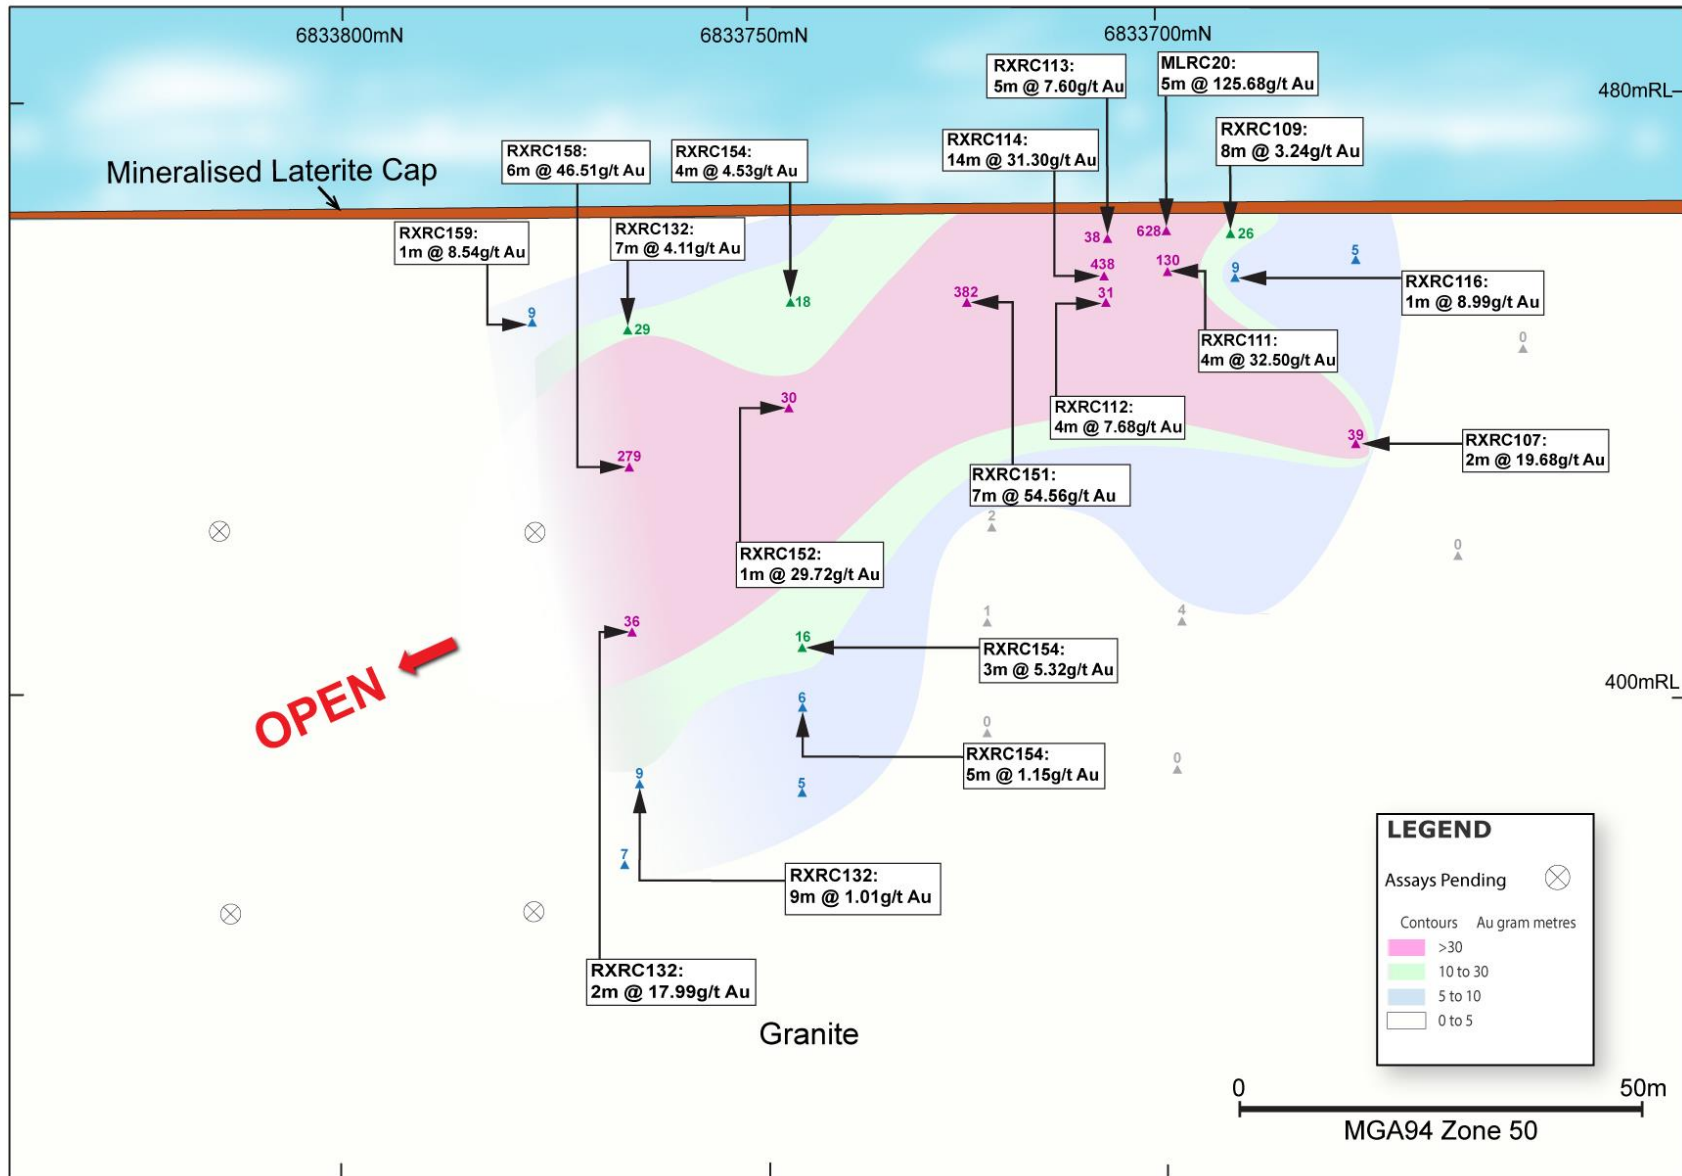 6833800mN
6833750mN
6833700mN
480mRL
RXRC113:
5m @ 7.60g/t Au
MLRC20:
5m @ 125.68g/t Au
RXRC114:
14m @ 31.30g/t Au
RXRC109:
8m @ 3.24g/t Au
RXRC158:
6m @ 46.51g/t Au
RXRC154:
4m @ 4.53g/t Au
Mineralised Laterite Cap
RXRC159:
1m @ 8.54g/t Au
RXRC132:
7m @ 4.11g/t Au
38
628
26
5
438
130
9
RXRC116:
1m @ 8.99g/t Au
382
31
18
9
29
RXRC111:
4m @ 32.50g/t Au
0
30
RXRC112:
4m @ 7.68g/t Au
39
RXRC107:
2m @ 19.68g/t Au
279
RXRC151:
7m @ 54.56g/t Au
2
0
RXRC152:
1m @ 29.72g/t Au
1
4
36
16
RXRC154:
3m @ 5.32g/t Au
OPEN
400mRL
6
0
RXRC154:
5m @ 1.15g/t Au
0
9
5
7
RXRC132:
9m @ 1.01g/t Au
RXRC132:
2m @ 17.99g/t Au
Granite
LEGEND
Assays Pending
Contours Au gram metres
>30
10 to 30
5 to 10
0 to 5
0 50m
MGA94 Zone 50